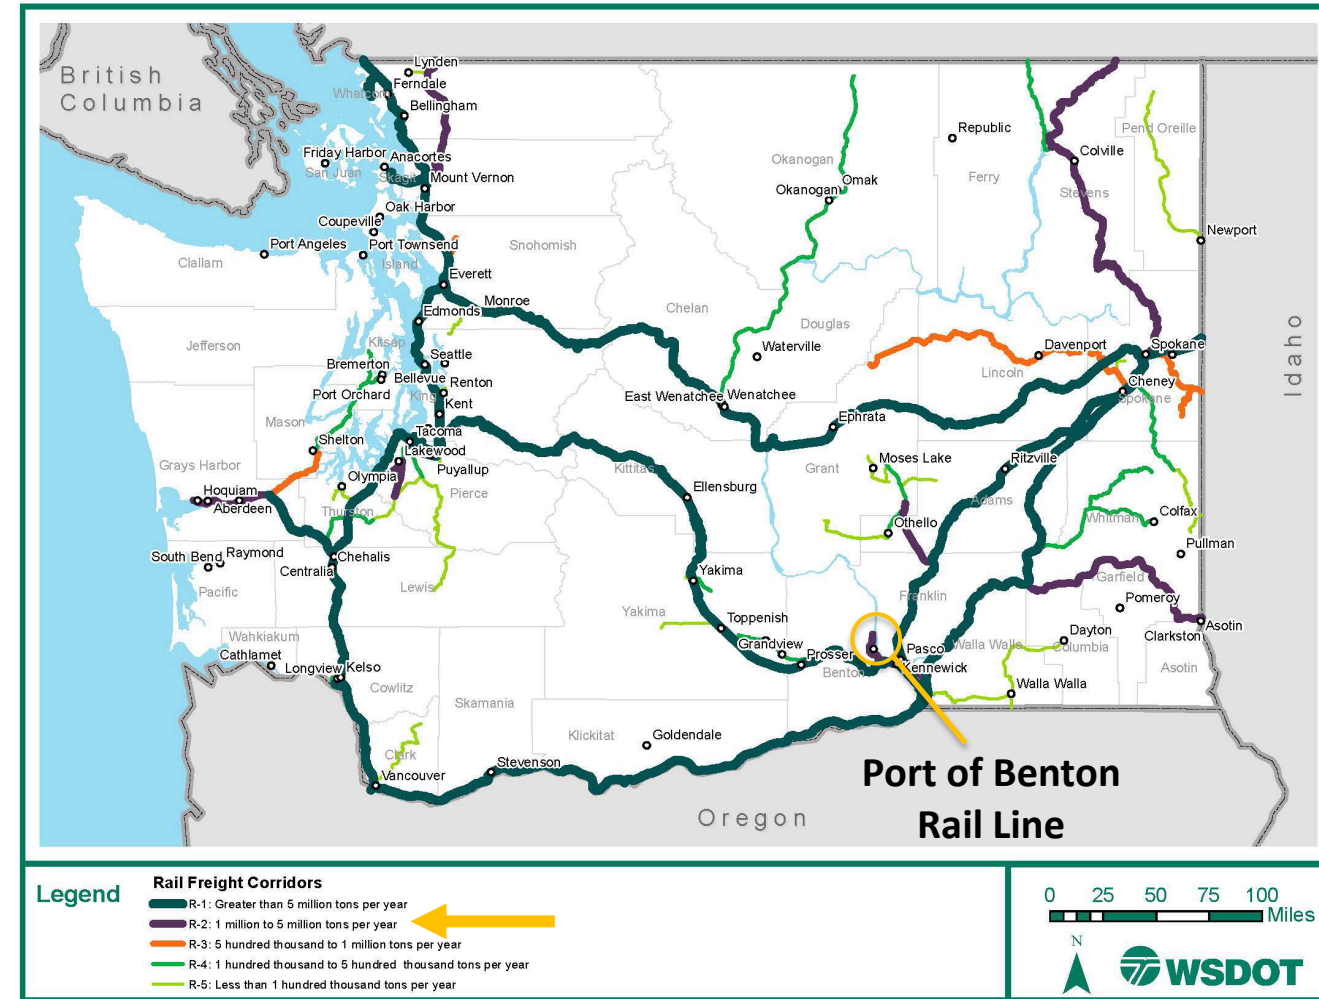 British
Columbia
Lynden
Ferndale
Whatcom
Bellingham
Friday Harbor
Anacortes
San Juan
Skagit
Mount Vernon
Oak Harbor
Coupeville
Port Angeles
Port Townsend
Island
Clallam
Snohomish
Everett
Monroe
Edmonds
Jefferson
Kitsap
Seattle
Bremerton
Bellevue
Renton
Port Orchard
King
Kent
Mason
Tacoma
Shelton
Lakewood
Grays Harbor
Puyallup
Olympia
Pierce
Hoquiam
Aberdeen
Thurston
South Bend
Raymond
Chehalis
Centralia
Pacific
Lewis
Wahkiakum
Cathlamet
Longview
Kelso
Cowlitz
Skamania
Clark
Vancouver
Stevenson
Klickitat
Goldendale
Republic
Pend Oreille
Okanogan
Colville
Omak
Okanogan
Ferry
Stevens
Newport
Chelan
Douglas
Waterville
Davenport
Spokane
Lincoln
Cheney
Spokane
East Wenatchee
Wenatchee
Ephrata
Kittitas
Grant
Moses Lake
Ritzville
Ellensburg
Adams
Othello
Whitman
Colfax
Pullman
Yakima
Garfield
Franklin
Yakima
Toppenish
Pomeroy
Asotin
Clarkston
Grandview
Prosser
Pasco
Walla Walla
Dayton
Columbia
Benton
Kennewick
Asotin
Walla Walla
Idaho
Port of Benton
Rail Line
Oregon
Legend
Rail Freight Corridors
R-1: Greater than 5 million tons per year
R-2: 1 million to 5 million tons per year
R-3: 5 hundred thousand to 1 million tons per year
R-4: 1 hundred thousand to 5 hundred thousand tons per year
R-5: Less than 1 hundred thousand tons per year
0 25 50 75 100
Miles
N
WSDOT